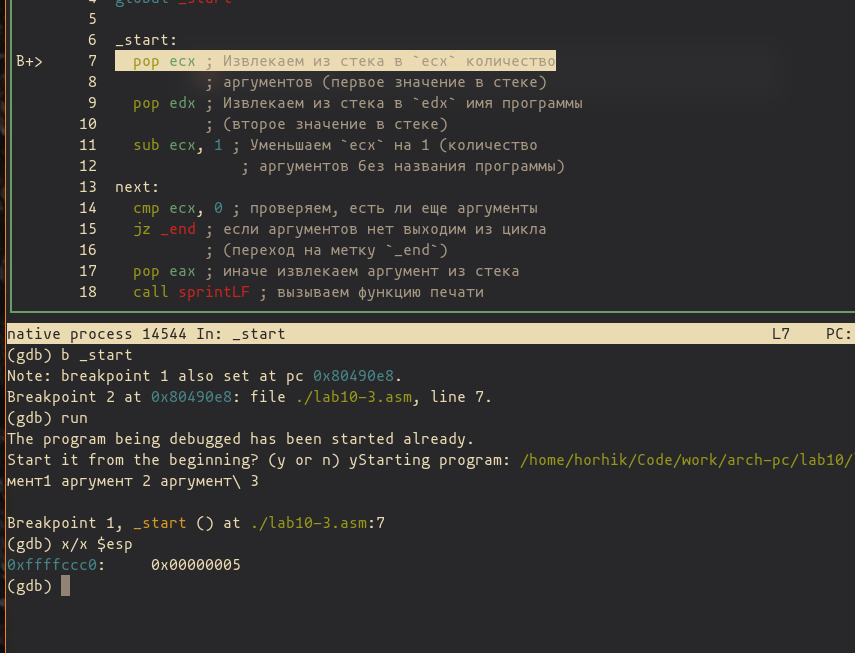 4 global _start
5
6 _start:
B+> 7 pop ecx ; Извлекаем из стека в `ecx` количество
8 ; аргументов (первое значение в стеке)
9 pop edx ; Извлекаем из стека в `edx` имя программы
10 ; (второе значение в стеке)
11 sub ecx, 1 ; Уменьшаем `ecx` на 1 (количество
12 ; аргументов без названия программы)
13 next:
14 cmp ecx, 0 ; проверяем, есть ли еще аргументы
15 jz _end ; если аргументов нет выходим из цикла
16 ; (переход на метку `_end`)
17 pop eax ; иначе извлекаем аргумент из стека
18 call sprintLF ; вызываем функцию печати
native process 14544 In: _start L7 PC:
(gdb) b _start
Note: breakpoint 1 also set at pc 0x80490e8.
Breakpoint 2 at 0x80490e8: file ./lab10-3.asm, line 7.
(gdb) run
The program being debugged has been started already.
Start it from the beginning? (y or n) yStarting program: /home/horhik/Code/work/arch-pc/lab10/
мент1 аргумент 2 аргумент\ 3
Breakpoint 1, _start () at ./lab10-3.asm:7
(gdb) x/x $esp
0xffffccc0: 0x00000005
(gdb)